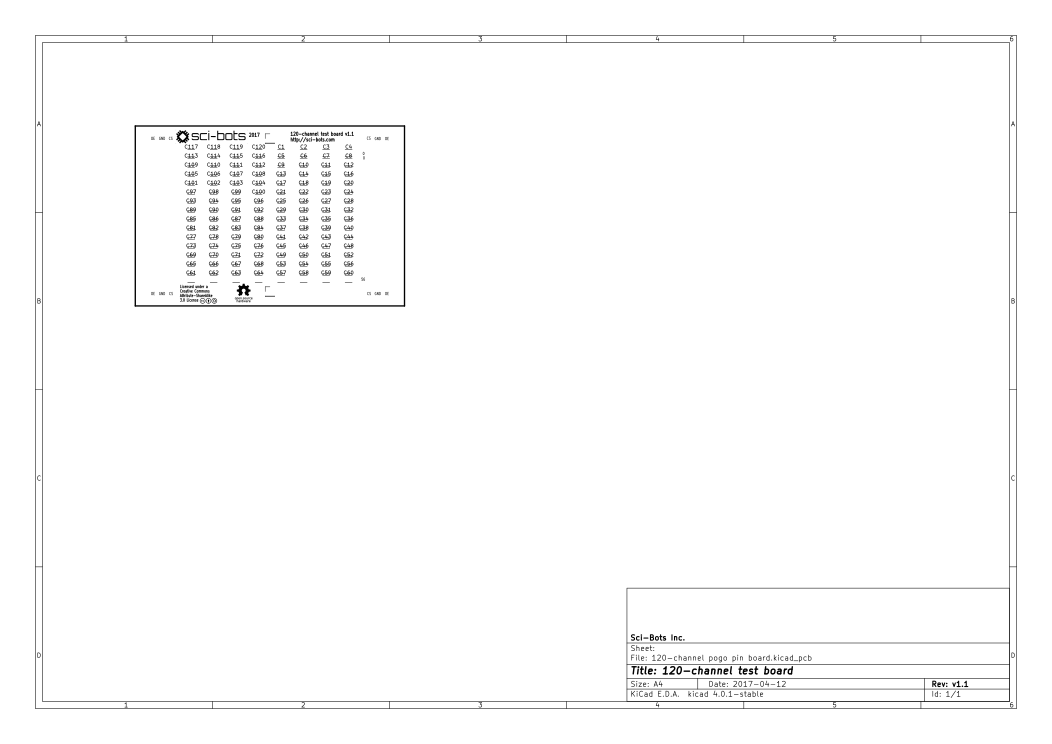 1 2 3 4 5 6
A A
OE GND CS sci-bots 2017 120-channel test board v1.1 CS GND OE
http://sci-bots.com
C117 C118 C119 C120 C1 C2 C3 C4
C113 C114 C115 C116 C5 C6 C7 C8
C109 C110 C111 C112 C9 C10 C11 C12
C105 C106 C107 C108 C13 C14 C15 C16
C101 C102 C103 C104 C17 C18 C19 C20
C97 C98 C99 C100 C21 C22 C23 C24
C93 C94 C95 C96 C25 C26 C27 C28
C89 C90 C91 C92 C29 C30 C31 C32
C85 C86 C87 C88 C33 C34 C35 C36
C81 C82 C83 C84 C37 C38 C39 C40
C77 C78 C79 C80 C41 C42 C43 C44
C73 C74 C75 C76 C45 C46 C47 C48
C69 C70 C71 C72 C49 C50 C51 C52
C65 C66 C67 C68 C53 C54 C55 C56
C61 C62 C63 C64 C57 C58 C59 C60
Licensed under a
Creative Commons
Attribute-ShareAlike
3.0 License
open source
hardware
OE GND CS CS GND OE
B B
C C
D D
Sci-Bots Inc.
Sheet:
File: 120-channel pogo pin board.kicad_pcb
Title: 120-channel test board
Size: A4 Date: 2017-04-12 Rev: v1.1
KiCad E.D.A. kicad 4.0.1-stable Id: 1/1
1 2 3 4 5 6